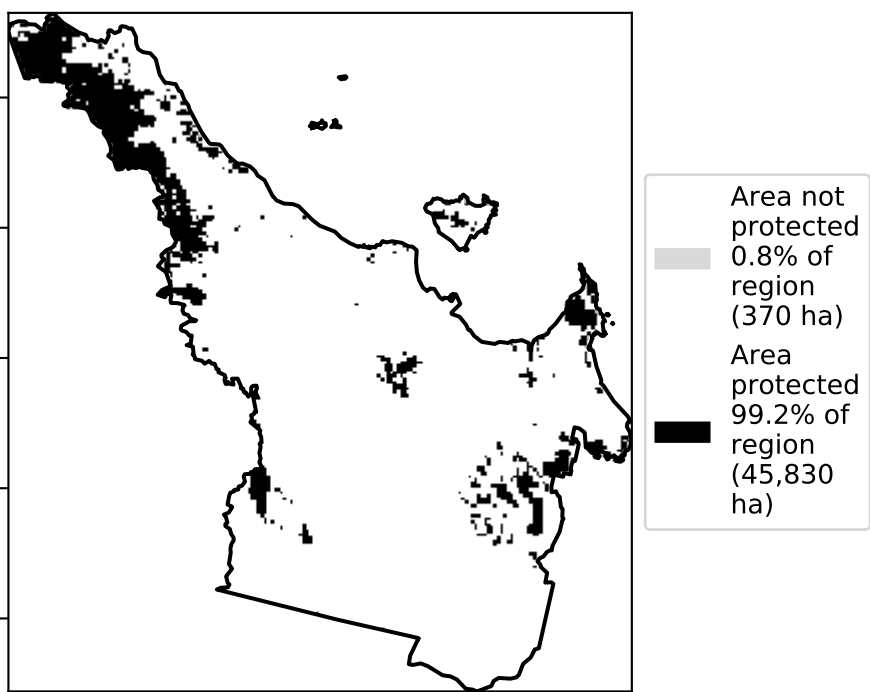 Area not
protected
0.8% of
region
(370 ha)
Area
protected
99.2% of
region
(45,830
ha)